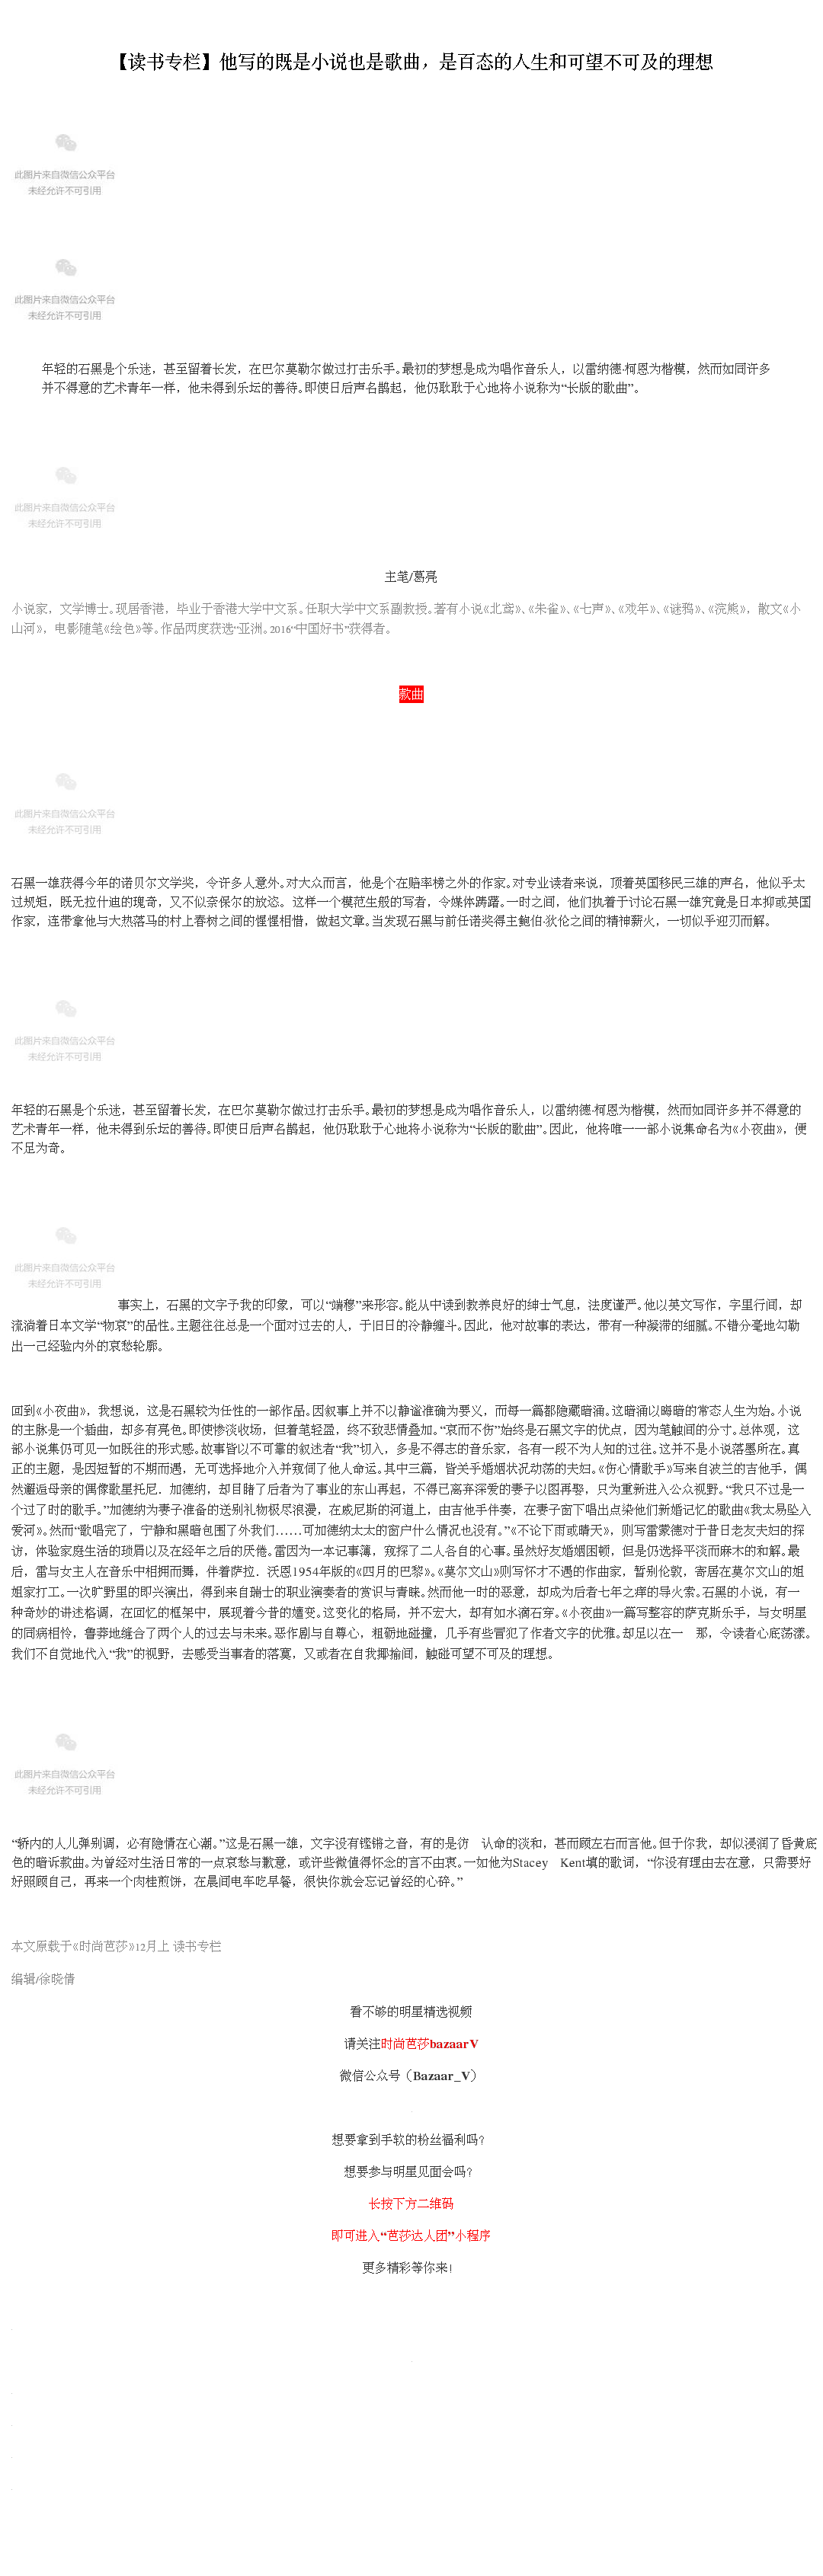 【读书专栏】他写的既是小说也是歌曲，是百态的人生和可望不可及的理想
此图片来自微信公众平台
未经允许不可引用
此图片来自微信公众平台
未经允许不可引用
年轻的石黑是个乐迷，甚至留着长发，在巴尔莫勒尔做过打击乐手。最初的梦想是成为唱作音乐人，以雷纳德·柯恩为楷模，然而如同许多
并不得意的艺术青年一样，他未得到乐坛的善待。即使日后声名鹊起，他仍耿耿于心地将小说称为“长版的歌曲”。
此图片来自微信公众平台
未经允许不可引用
主笔/葛亮
小说家，文学博士。现居香港，毕业于香港大学中文系。任职大学中文系副教授。著有小说《北鸢》、《朱雀》、《七声》、《戏年》、《谜鸦》、《浣熊》，散文《小
山河》，电影随笔《绘色》等。作品两度获选“亚洲。2016“中国好书”获得者。
欸曲
此图片来自微信公众平台
未经允许不可引用
石黑一雄获得今年的诺贝尔文学奖，令许多人意外。对大众而言，他是个在赔率榜之外的作家。对专业读者来说，顶着英国移民三雄的声名，他似乎太
过规矩，既无拉什迪的瑰奇，又不似奈保尔的放恣。这样一个模范生般的写者，令媒体踌躇。一时之间，他们执着于讨论石黑一雄究竟是日本抑或英国
作家，连带拿他与大热落马的村上春树之间的惺惺相惜，做起文章。当发现石黑与前任诺奖得主鲍伯·狄伦之间的精神薪火，一切似乎迎刃而解。
此图片来自微信公众平台
未经允许不可引用
年轻的石黑是个乐迷，甚至留着长发，在巴尔莫勒尔做过打击乐手。最初的梦想是成为唱作音乐人，以雷纳德·柯恩为楷模，然而如同许多并不得意的
艺术青年一样，他未得到乐坛的善待。即使日后声名鹊起，他仍耿耿于心地将小说称为“长版的歌曲”。因此，他将唯一一部小说集命名为《小夜曲》，便
不足为奇。
此图片来自微信公众平台
未经允许不可引用
事实上，石黑的文字予我的印象，可以“端穆”来形容。能从中读到教养良好的绅士气息，法度谨严。他以英文写作，字里行间，却
流淌着日本文学“物哀”的品性。主题往往总是一个面对过去的人，于旧日的冷静缠斗。因此，他对故事的表达，带有一种凝滞的细腻。不错分毫地勾勒
出一己经验内外的哀愁轮廓。
回到《小夜曲》，我想说，这是石黑较为任性的一部作品。因叙事上并不以静谧准确为要义，而每一篇都隐藏暗涌。这暗涌以晦暗的常态人生为始。小说
的主脉是一个插曲，却多有亮色。即使惨淡收场，但着笔轻盈，终不致悲情叠加。“哀而不伤”始终是石黑文字的优点，因为笔触间的分寸。总体观，这
部小说集仍可见一如既往的形式感。故事皆以不可靠的叙述者“我”切入，多是不得志的音乐家，各有一段不为人知的过往。这并不是小说落墨所在。真
正的主题，是因短暂的不期而遇，无可选择地介入并窥伺了他人命运。其中三篇，皆关乎婚姻状况动荡的夫妇。《伤心情歌手》写来自波兰的吉他手，偶
然邂逅母亲的偶像歌星托尼．加德纳，却目睹了后者为了事业的东山再起，不得已离弃深爱的妻子以图再娶，只为重新进入公众视野。“我只不过是一
个过了时的歌手。”加德纳为妻子准备的送别礼物极尽浪漫，在威尼斯的河道上，由吉他手伴奏，在妻子窗下唱出点染他们新婚记忆的歌曲《我太易坠入
爱河》。然而“歌唱完了，宁静和黑暗包围了外我们……可加德纳太太的窗户什么情况也没有。”《不论下雨或晴天》，则写雷蒙德对于昔日老友夫妇的探
访，体验家庭生活的琐屑以及在经年之后的厌倦。雷因为一本记事簿，窥探了二人各自的心事。虽然好友婚姻困顿，但是仍选择平淡而麻木的和解。最
后，雷与女主人在音乐中相拥而舞，伴着萨拉．沃恩1954年版的《四月的巴黎》。《莫尔文山》则写怀才不遇的作曲家，暂别伦敦，寄居在莫尔文山的姐
姐家打工。一次旷野里的即兴演出，得到来自瑞士的职业演奏者的赏识与青睐。然而他一时的恶意，却成为后者七年之痒的导火索。石黑的小说，有一
种奇妙的讲述格调，在回忆的框架中，展现着今昔的嬗变。这变化的格局，并不宏大，却有如水滴石穿。《小夜曲》一篇写整容的萨克斯乐手，与女明星
的同病相怜，鲁莽地缝合了两个人的过去与未来。恶作剧与自尊心，粗砺地碰撞，几乎有些冒犯了作者文字的优雅。却足以在一　那，令读者心底荡漾。
我们不自觉地代入“我”的视野，去感受当事者的落寞，又或者在自我揶揄间，触碰可望不可及的理想。
此图片来自微信公众平台
未经允许不可引用
“轿内的人儿弹别调，必有隐情在心潮。”这是石黑一雄，文字没有铿锵之音，有的是彷　认命的淡和，甚而顾左右而言他。但于你我，却似浸润了昏黄底
色的暗诉欸曲。为曾经对生活日常的一点哀愁与歉意，或许些微值得怀念的言不由衷。一如他为Stacey　Kent填的歌词，“你没有理由去在意，只需要好
好照顾自己，再来一个肉桂煎饼，在晨间电车吃早餐，很快你就会忘记曾经的心碎。”
本文原载于《时尚芭莎》12月上 读书专栏
编辑/徐晓倩
看不够的明星精选视频
请关注时尚芭莎bazaarV
微信公众号（Bazaar_V）
想要拿到手软的粉丝福利吗?
想要参与明星见面会吗?
长按下方二维码
即可进入“芭莎达人团”小程序
更多精彩等你来!